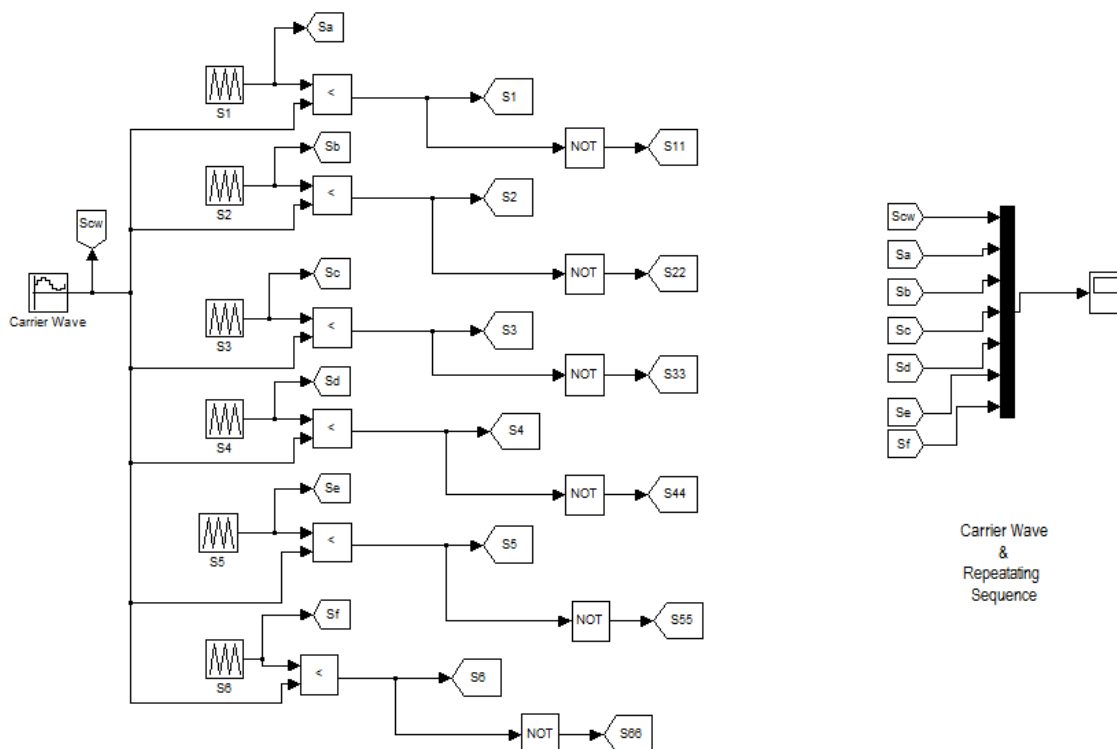 Sa
<
S1
S1
NOT
S11
Sb
<
S2
S2
NOT
S22
Scw
Carrier Wave
Sc
<
S3
S3
NOT
S33
Sd
<
S4
S4
NOT
S44
Se
<
S5
S5
NOT
S55
Sf
<
S6
S6
NOT
S66
Scw
Sa
Sb
Sc
Sd
Se
Sf
Carrier Wave
&
Repeatating
Sequence